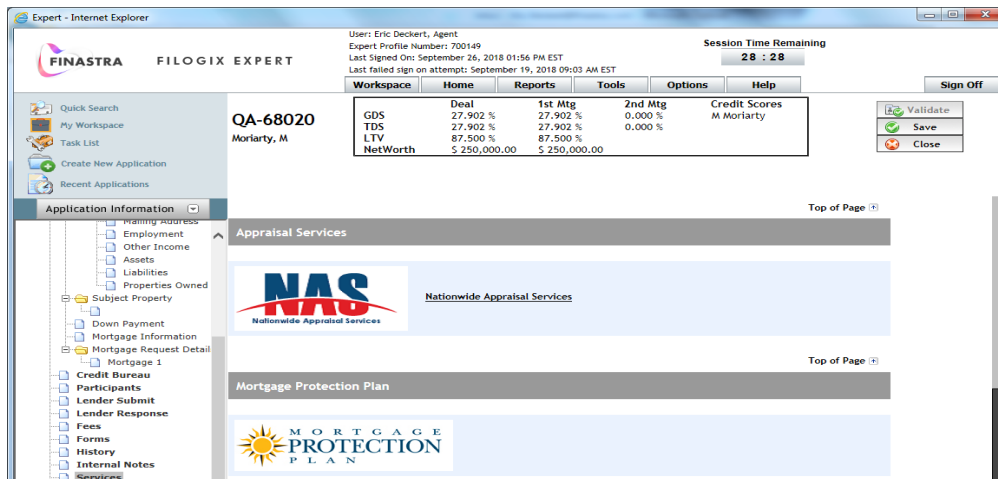 Expert - Internet Explorer
FINASTRA FILOGIX EXPERT
User: Eric Deckert, Agent
Expert Profile Number: 700149
Last Signed On: September 26, 2018 01:56 PM EST
Last failed sign on attempt: September 19, 2018 09:03 AM EST
Session Time Remaining
28 : 28
Workspace Home Reports Tools Options Help Sign Off
Quick Search
My Workspace
Task List
Create New Application
Recent Applications
QA-68020
Moriarty, M
Deal 1st Mtg 2nd Mtg Credit Scores
GDS 27.902 % 27.902 % 0.000 % M Moriarty
TDS 27.902 % 27.902 % 0.000 %
LTV 87.500 % 87.500 %
NetWorth $ 250,000.00 $ 250,000.00
Validate
Save
Close
Application Information
Mailing Address
Employment
Other Income
Assets
Liabilities
Properties Owned
Subject Property
Down Payment
Mortgage Information
Mortgage Request Detail
Mortgage 1
Credit Bureau
Participants
Lender Submit
Lender Response
Fees
Forms
History
Internal Notes
Services
Top of Page
Appraisal Services
NAS
Nationwide Appraisal Services
Nationwide Appraisal Services
Top of Page
Mortgage Protection Plan
MORTGAGE
PROTECTION
PLAN